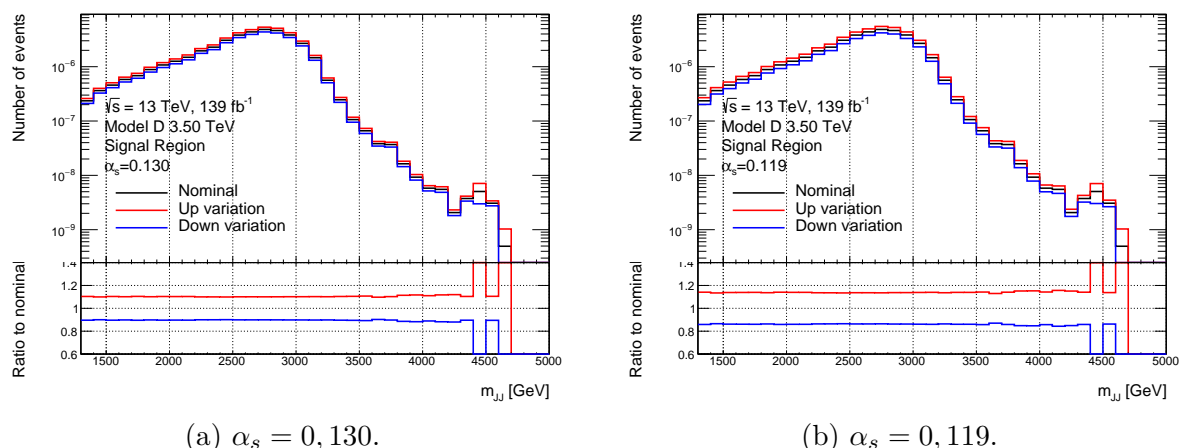 Number of events
10⁻⁶
10⁻⁷
10⁻⁸
10⁻⁹
√s = 13 TeV, 139 fb⁻¹
Model D 3.50 TeV
Signal Region
αₛ=0.130
Nominal
Up variation
Down variation
Ratio to nominal
1.4
1.2
1
0.8
0.6
1500 2000 2500 3000 3500 4000 4500 5000
m_JJ [GeV]
(a) αₛ = 0, 130.
Number of events
10⁻⁶
10⁻⁷
10⁻⁸
10⁻⁹
√s = 13 TeV, 139 fb⁻¹
Model D 3.50 TeV
Signal Region
αₛ=0.119
Nominal
Up variation
Down variation
Ratio to nominal
1.4
1.2
1
0.8
0.6
1500 2000 2500 3000 3500 4000 4500 5000
m_JJ [GeV]
(b) αₛ = 0, 119.